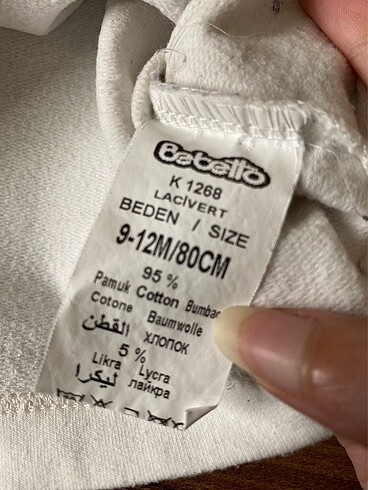 Bebetto
K 1268
LACİVERT
BEDEN / SIZE
9-12M/80CM
95 %
Pamuk Cotton
Cotone Baumwolle
القطن ХЛОПОК
5 %
Likra Lycra
ليكرا лайкра